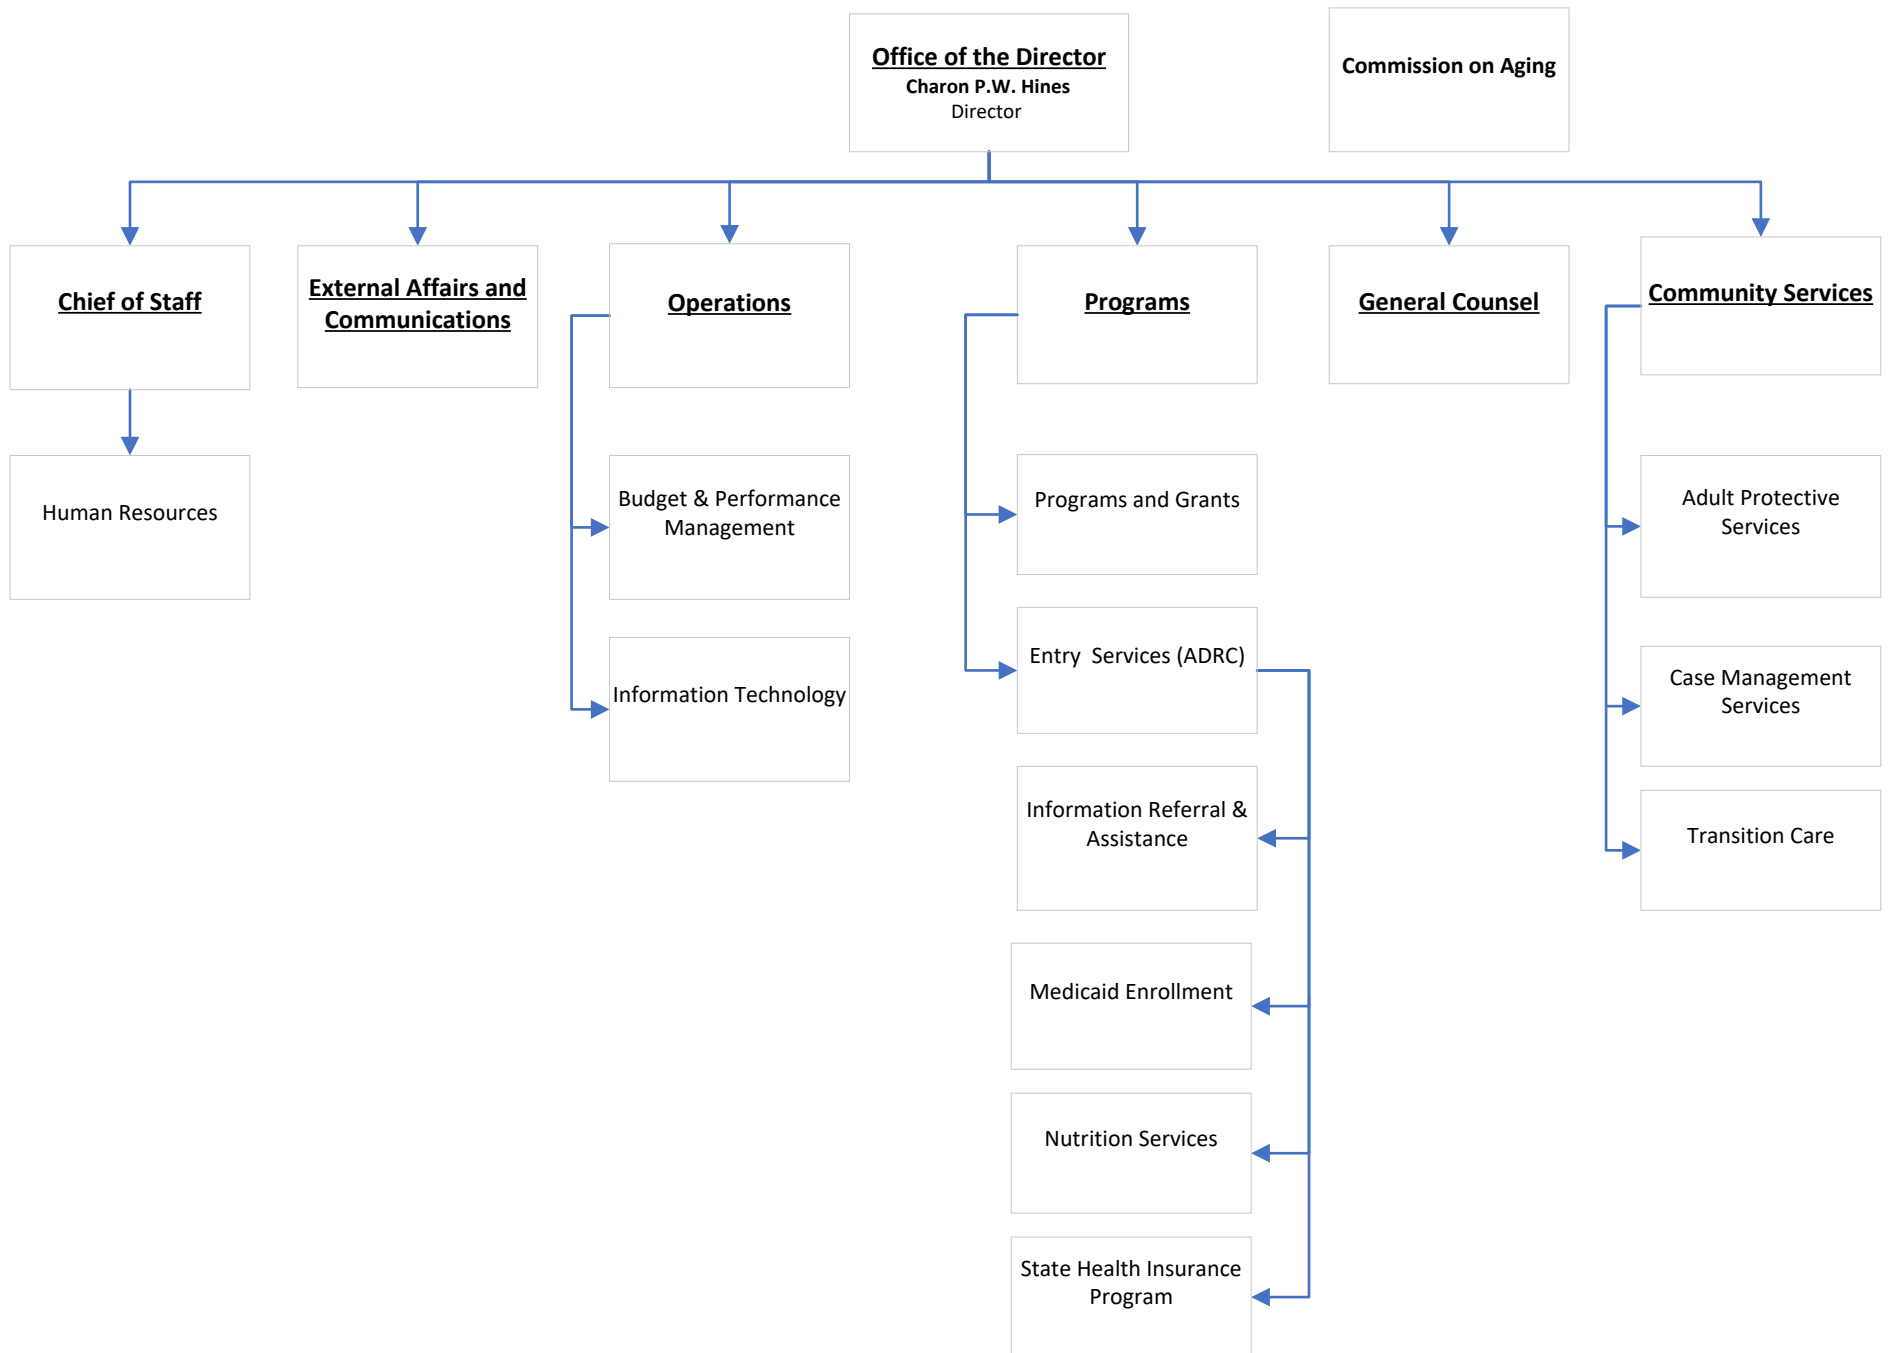 Office of the Director
Charon P.W. Hines
Director
Commission on Aging
Chief of Staff
External Affairs and
Communications
Operations
Programs
General Counsel
Community Services
Human Resources
Budget & Performance
Management
Programs and Grants
Adult Protective
Services
Information Technology
Entry Services (ADRC)
Case Management
Services
Information Referral &
Assistance
Transition Care
Medicaid Enrollment
Nutrition Services
State Health Insurance
Program